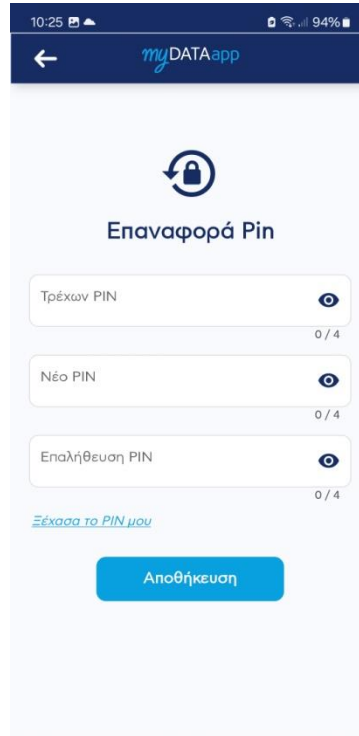 10:25 94%
myDATAapp
Επαναφορά Pin
Τρέχων PIN
0 / 4
Νέο PIN
0 / 4
Επαλήθευση PIN
0 / 4
Ξέχασα το PIN μου
Αποθήκευση